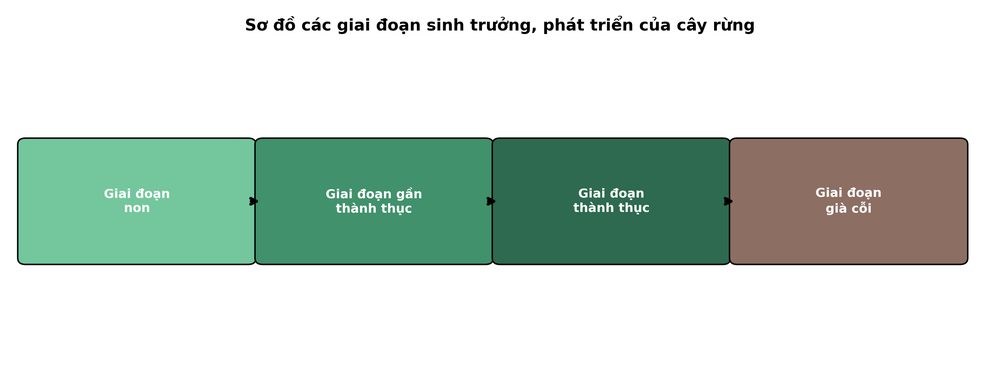 Sơ đồ các giai đoạn sinh trưởng, phát triển của cây rừng
Giai đoạn
non
Giai đoạn gần
thành thục
Giai đoạn
thành thục
Giai đoạn
già cỗi